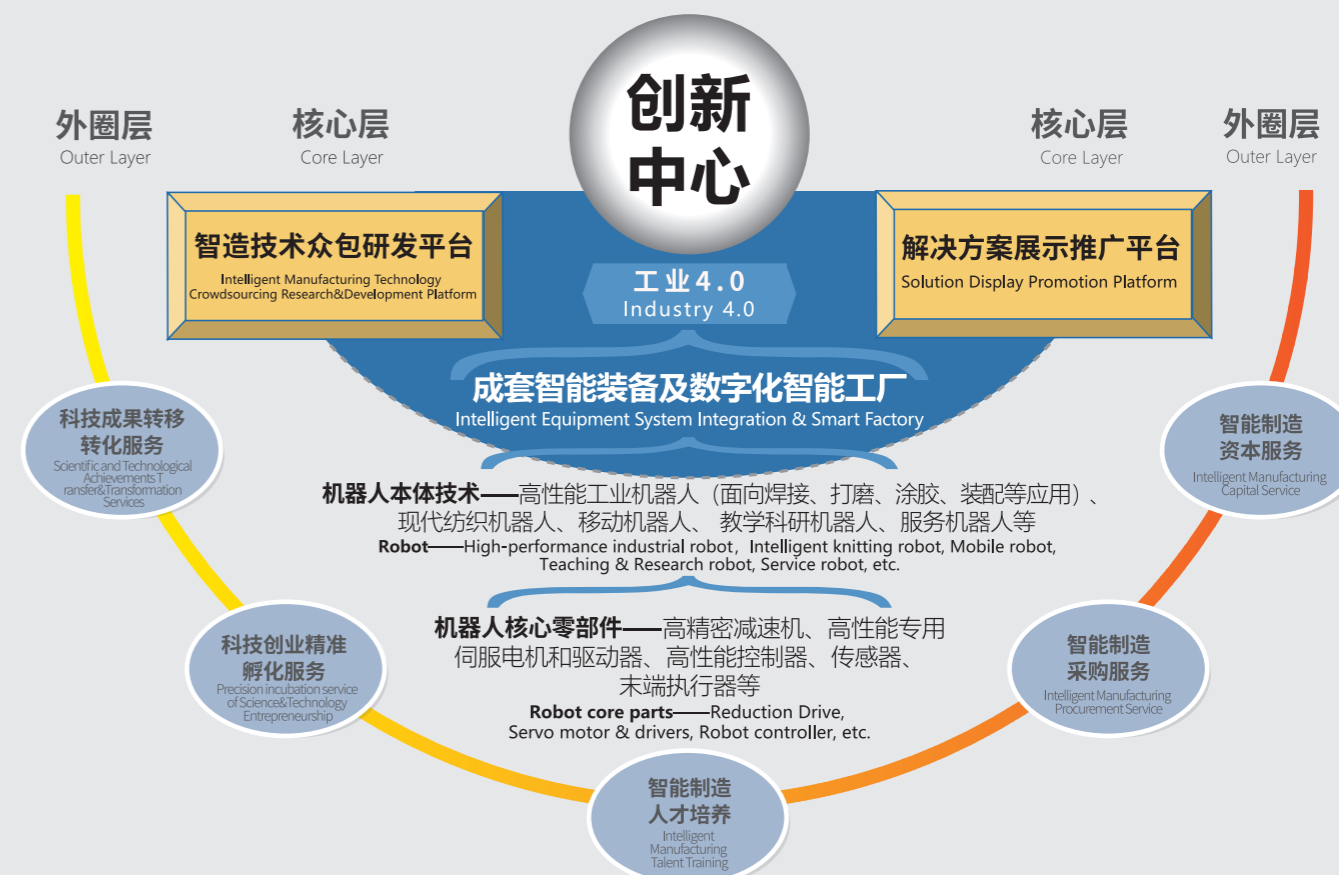 创新
中心
外圈层
Outer Layer
核心层
Core Layer
核心层
Core Layer
外圈层
Outer Layer
智造技术众包研发平台
Intelligent Manufacturing Technology
Crowdsourcing Research&Development Platform
工业4.0
Industry 4.0
解决方案展示推广平台
Solution Display Promotion Platform
成套智能装备及数字化智能工厂
Intelligent Equipment System Integration & Smart Factory
机器人本体技术——高性能工业机器人（面向焊接、打磨、涂胶、装配等应用）、
现代纺织机器人、移动机器人、 教学科研机器人、服务机器人等
Robot——High-performance industrial robot, Intelligent knitting robot, Mobile robot,
Teaching & Research robot, Service robot, etc.
机器人核心零部件——高精密减速机、高性能专用
伺服电机和驱动器、高性能控制器、传感器、
末端执行器等
Robot core parts——Reduction Drive,
Servo motor & drivers, Robot controller, etc.
科技成果转移
转化服务
Scientific and Technological
Achievements T
ransfer&Transformation
Services
科技创业精准
孵化服务
Precision incubation service
of Science&Technology
Entrepreneurship
智能制造
人才培养
Intelligent
Manufacturing
Talent Training
智能制造
采购服务
Intelligent Manufacturing
Procurement Service
智能制造
资本服务
Intelligent Manufacturing
Capital Service